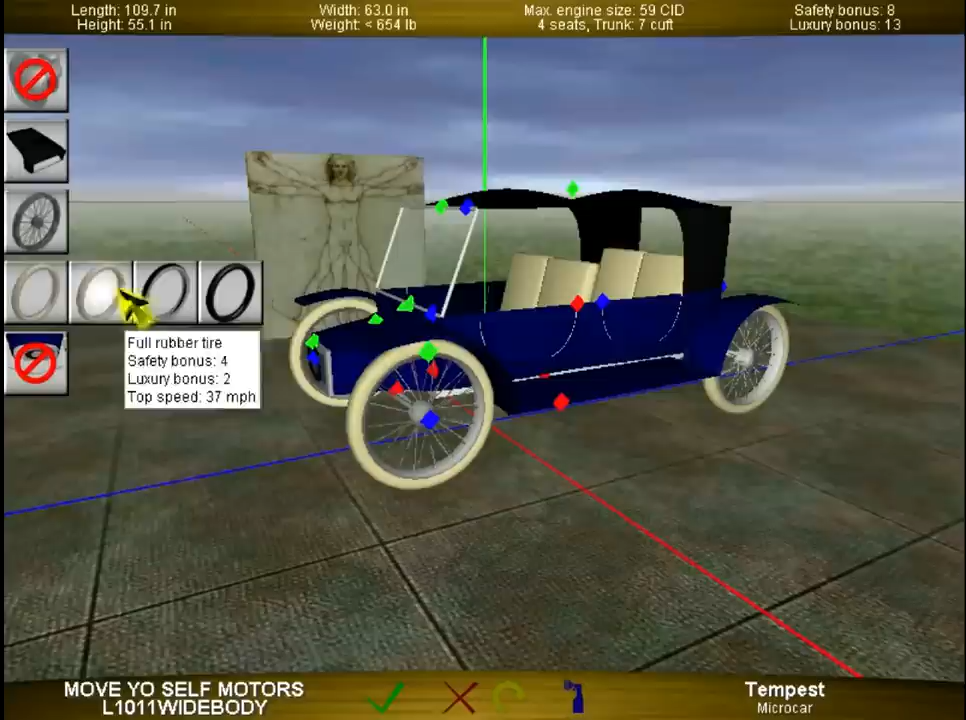 Length: 109.7 in
Height: 55.1 in
Width: 63.0 in
Weight: < 654 lb
Max. engine size: 59 CID
4 seats, Trunk: 7 cuft
Safety bonus: 8
Luxury bonus: 13
Full rubber tire
Safety bonus: 4
Luxury bonus: 2
Top speed: 37 mph
MOVE YO SELF MOTORS
L1011WIDEBODY
Tempest
Microcar